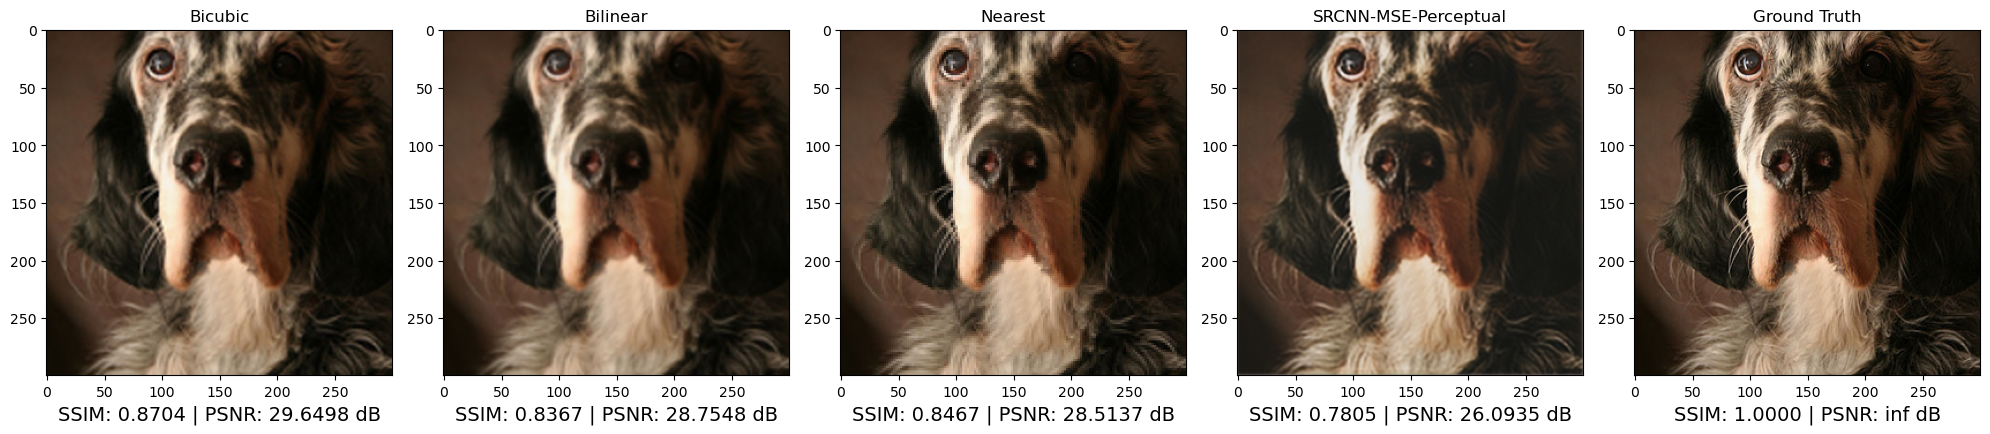 Bicubic
Bilinear
Nearest
SRCNN-MSE-Perceptual
Ground Truth
0
50
100
150
200
250
0 50 100 150 200 250
SSIM: 0.8704 | PSNR: 29.6498 dB
0
50
100
150
200
250
0 50 100 150 200 250
SSIM: 0.8367 | PSNR: 28.7548 dB
0
50
100
150
200
250
0 50 100 150 200 250
SSIM: 0.8467 | PSNR: 28.5137 dB
0
50
100
150
200
250
0 50 100 150 200 250
SSIM: 0.7805 | PSNR: 26.0935 dB
0
50
100
150
200
250
0 50 100 150 200 250
SSIM: 1.0000 | PSNR: inf dB